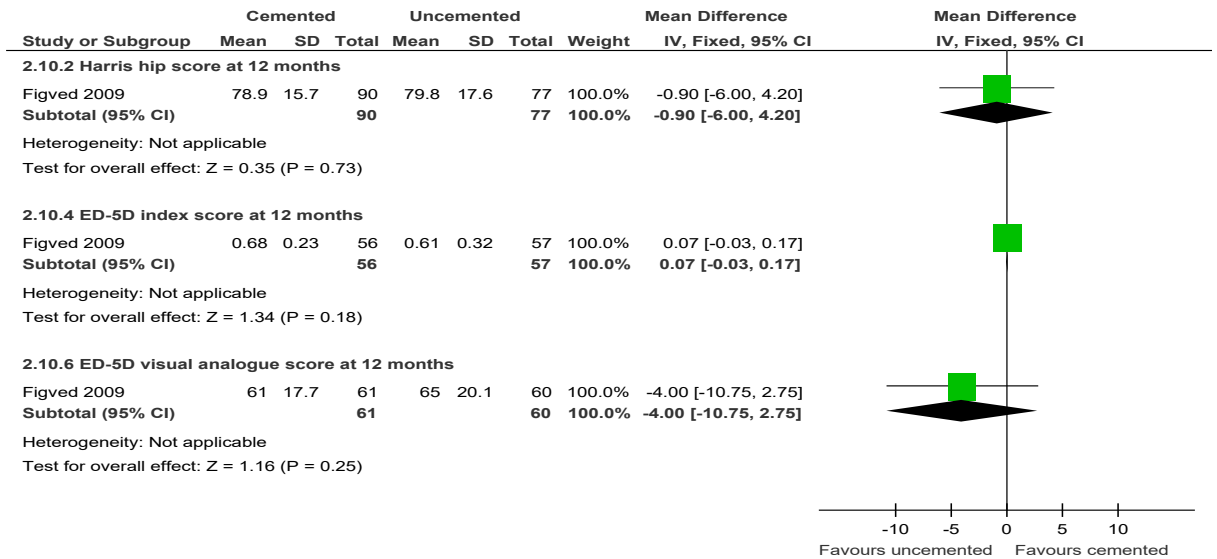 Cemented Uncemented Mean Difference Mean Difference
Study or Subgroup Mean SD Total Mean SD Total Weight IV, Fixed, 95% CI IV, Fixed, 95% CI
2.10.2 Harris hip score at 12 months
Figved 2009 78.9 15.7 90 79.8 17.6 77 100.0% -0.90 [-6.00, 4.20]
Subtotal (95% CI) 90 77 100.0% -0.90 [-6.00, 4.20]
Heterogeneity: Not applicable
Test for overall effect: Z = 0.35 (P = 0.73)
2.10.4 ED-5D index score at 12 months
Figved 2009 0.68 0.23 56 0.61 0.32 57 100.0% 0.07 [-0.03, 0.17]
Subtotal (95% CI) 56 57 100.0% 0.07 [-0.03, 0.17]
Heterogeneity: Not applicable
Test for overall effect: Z = 1.34 (P = 0.18)
2.10.6 ED-5D visual analogue score at 12 months
Figved 2009 61 17.7 61 65 20.1 60 100.0% -4.00 [-10.75, 2.75]
Subtotal (95% CI) 61 60 100.0% -4.00 [-10.75, 2.75]
Heterogeneity: Not applicable
Test for overall effect: Z = 1.16 (P = 0.25)
-10 -5 0 5 10
Favours uncemented Favours cemented